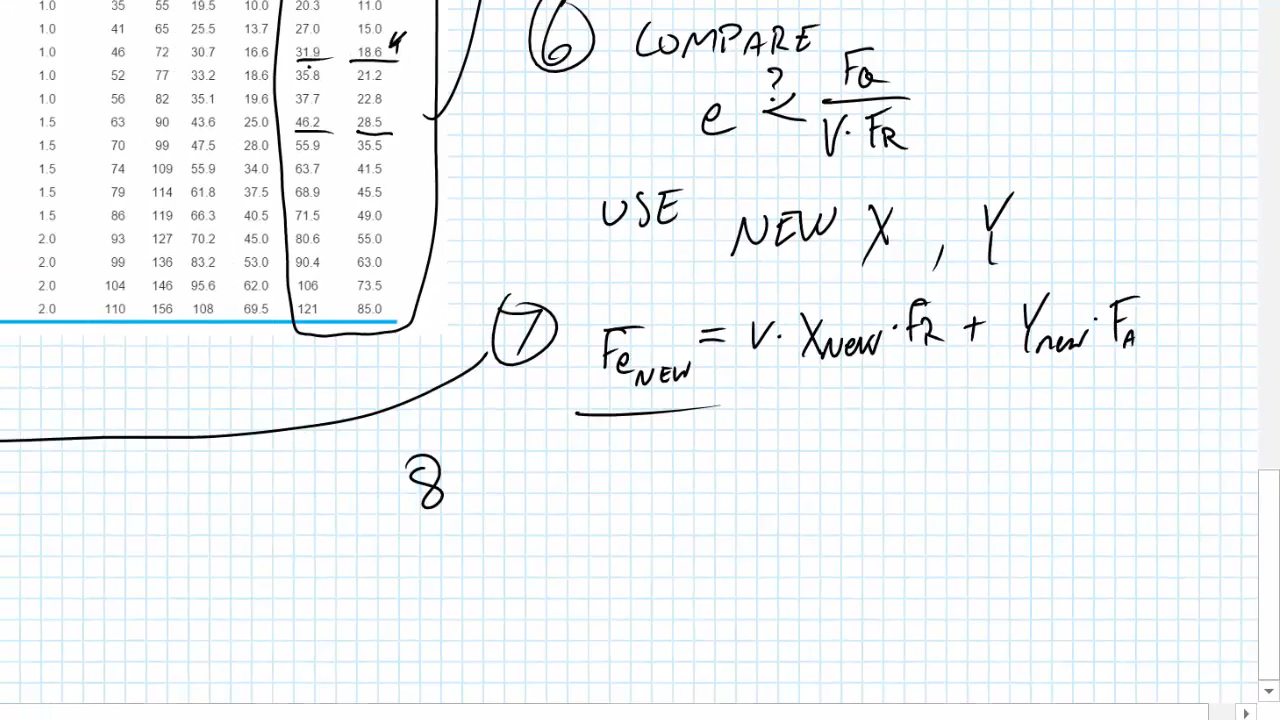 1.0 35 55 19.5 10.0 20.3 11.0
1.0 41 65 25.5 13.7 27.0 15.0
1.0 46 72 30.7 16.6 31.9 18.6
1.0 52 77 33.2 18.6 35.8 21.2
1.0 56 82 35.1 19.6 37.7 22.8
1.0 63 90 43.6 25.0 46.2 28.5
1.5 70 99 47.5 28.0 55.9 35.5
1.5 74 109 55.9 34.0 63.7 41.5
1.5 79 114 61.8 37.5 68.9 45.5
1.5 86 119 66.3 40.5 71.5 49.0
2.0 93 127 70.2 45.0 80.6 55.0
2.0 99 136 83.2 53.0 90.4 63.0
2.0 104 146 95.6 62.0 106 73.5
2.0 110 156 108 69.5 121 85.0
6 COMPARE
e <? Fa / V · FR
USE NEW X, Y
7 Fe NEW = V · XNEW · FR + Ynew · FA
8